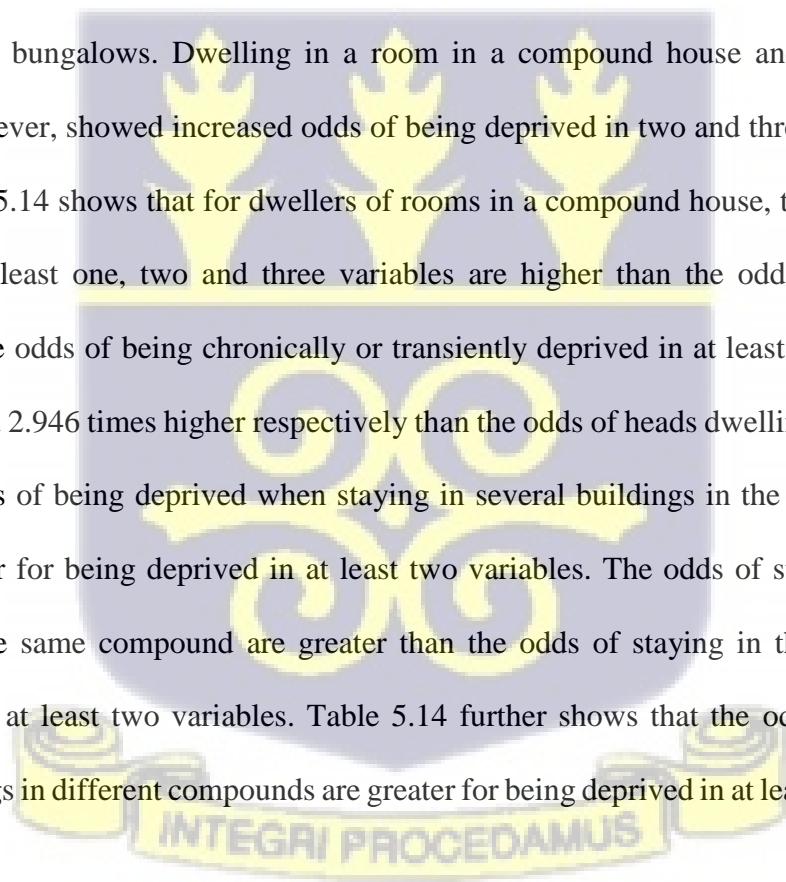 bungalows. Dwelling in a room in a compound house an
ever, showed increased odds of being deprived in two and thr
5.14 shows that for dwellers of rooms in a compound house, t
least one, two and three variables are higher than the odd
e odds of being chronically or transiently deprived in at least
2.946 times higher respectively than the odds of heads dwellin
s of being deprived when staying in several buildings in the
r for being deprived in at least two variables. The odds of s
e same compound are greater than the odds of staying in th
at least two variables. Table 5.14 further shows that the od
gs in different compounds are greater for being deprived in at lea
INTEGRI PROCEDAMUS